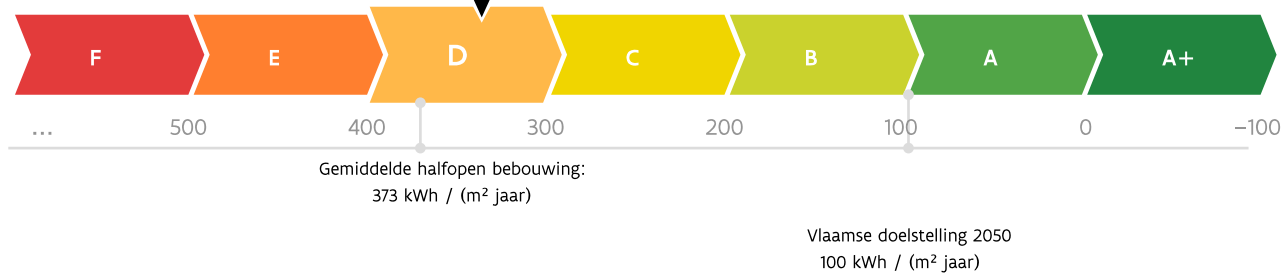 F E D C B A A+
... 500 400 300 200 100 0 −100
Gemiddelde halfopen bebouwing:
373 kWh / (m² jaar)
Vlaamse doelstelling 2050
100 kWh / (m² jaar)